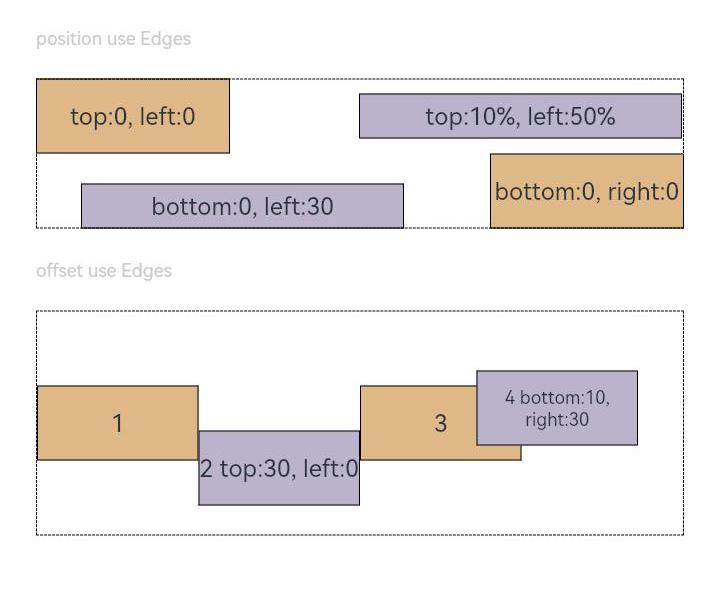 position use Edges
top:0, left:0
top:10%, left:50%
bottom:0, left:30
bottom:0, right:0
offset use Edges
1
2 top:30, left:0
3
4 bottom:10,
right:30